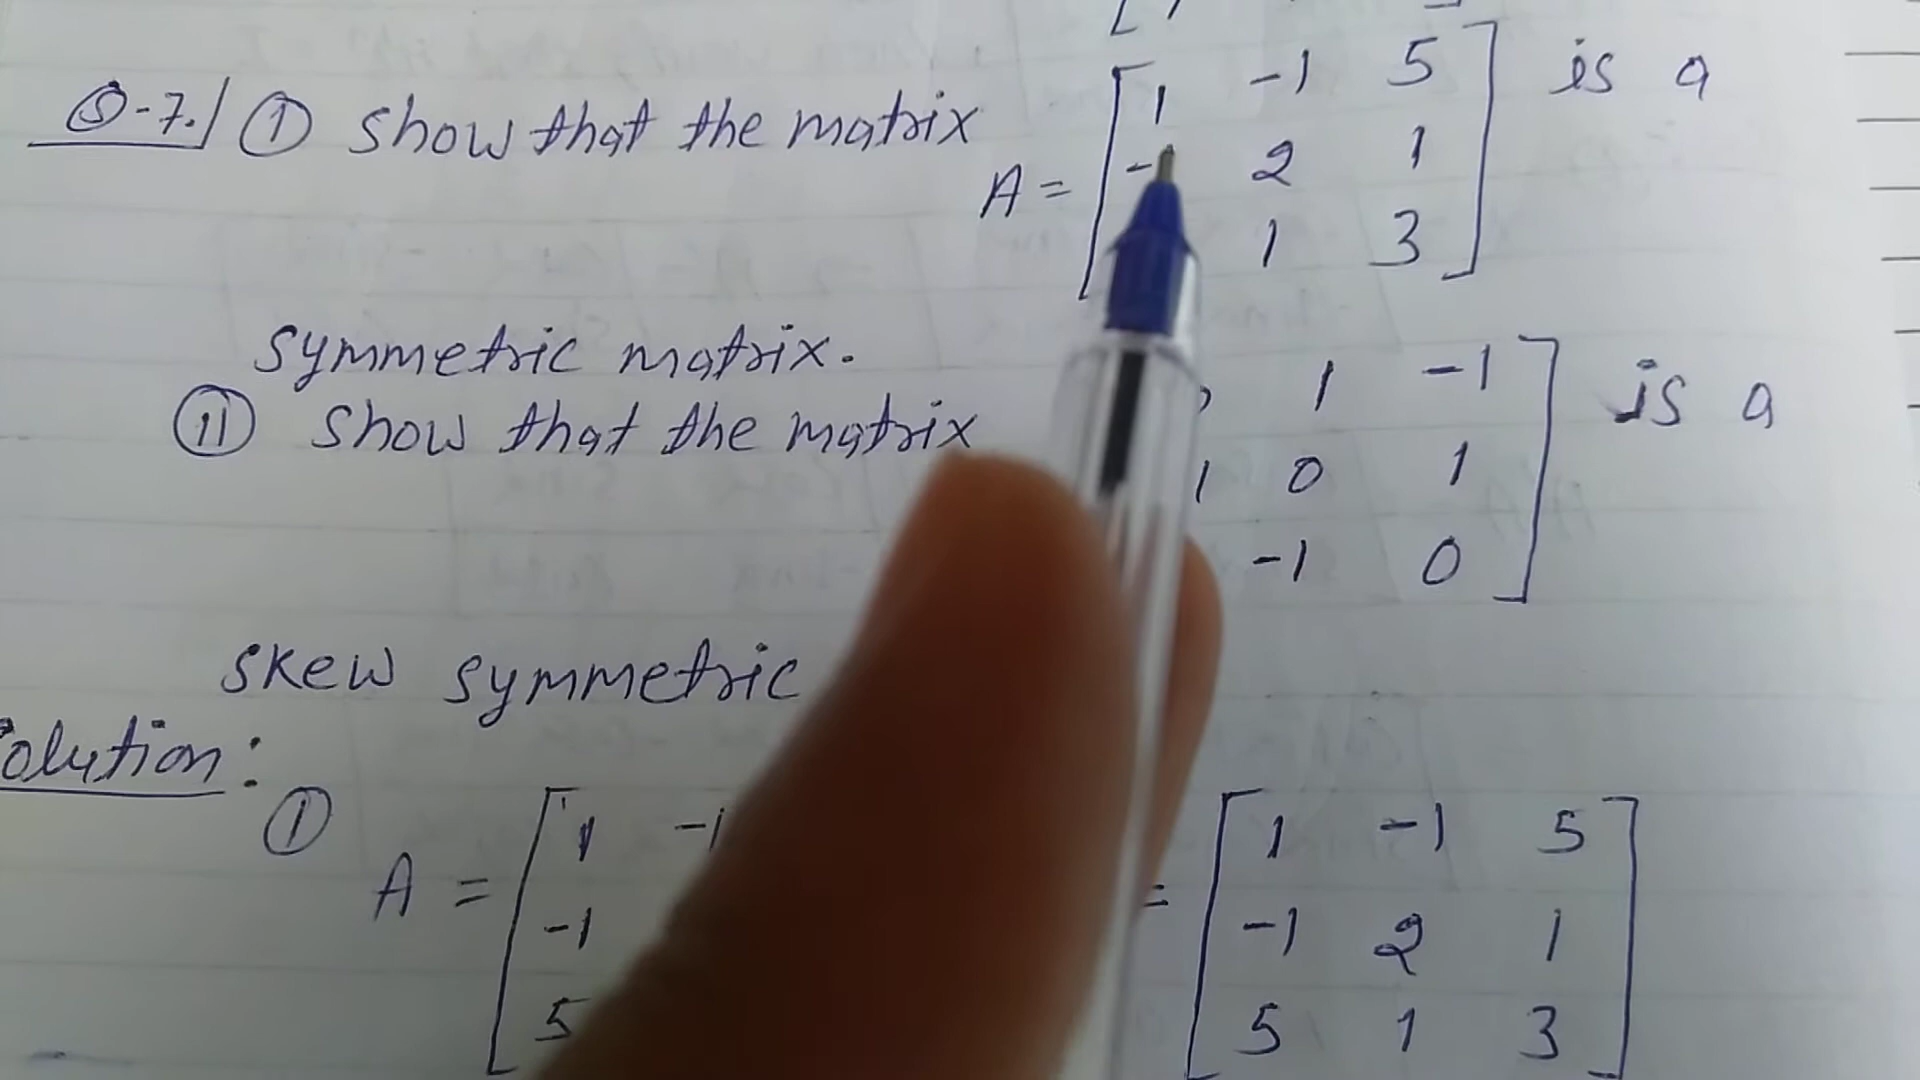 Q-7. (I) Show that the matrix A = [1 -1 5] is a
- 2 1
1 3
symmetric matrix.
(II) Show that the matrix 1 -1 is a
1 0 1
-1 0
skew symmetric
olution:
(I) A = [1 -1 = [1 -1 5]
-1 -1 2 1
5 5 1 3